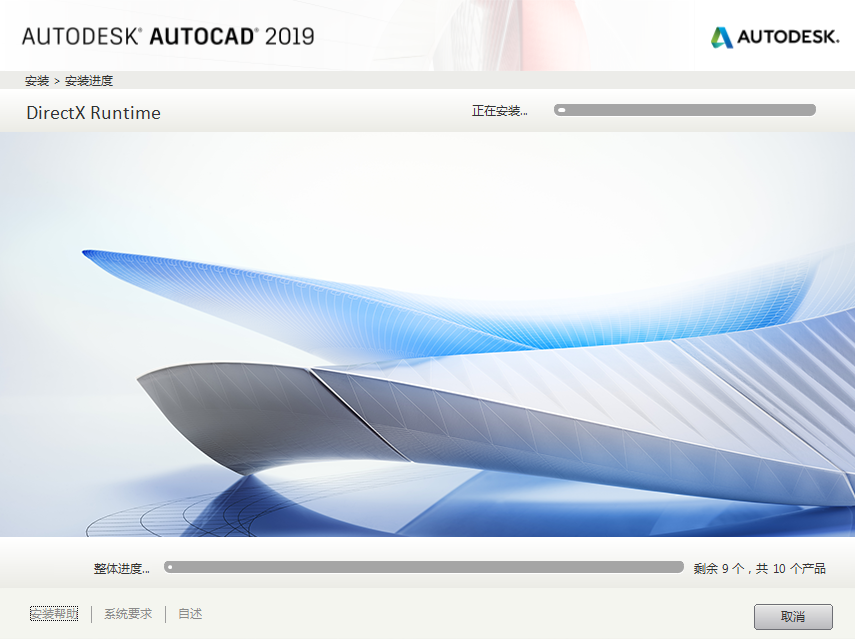 AUTODESK® AUTOCAD® 2019
AUTODESK.
安装 > 安装进度
DirectX Runtime
正在安装...
整体进度...
剩余 9 个，共 10 个产品
安装帮助
系统要求
自述
取消